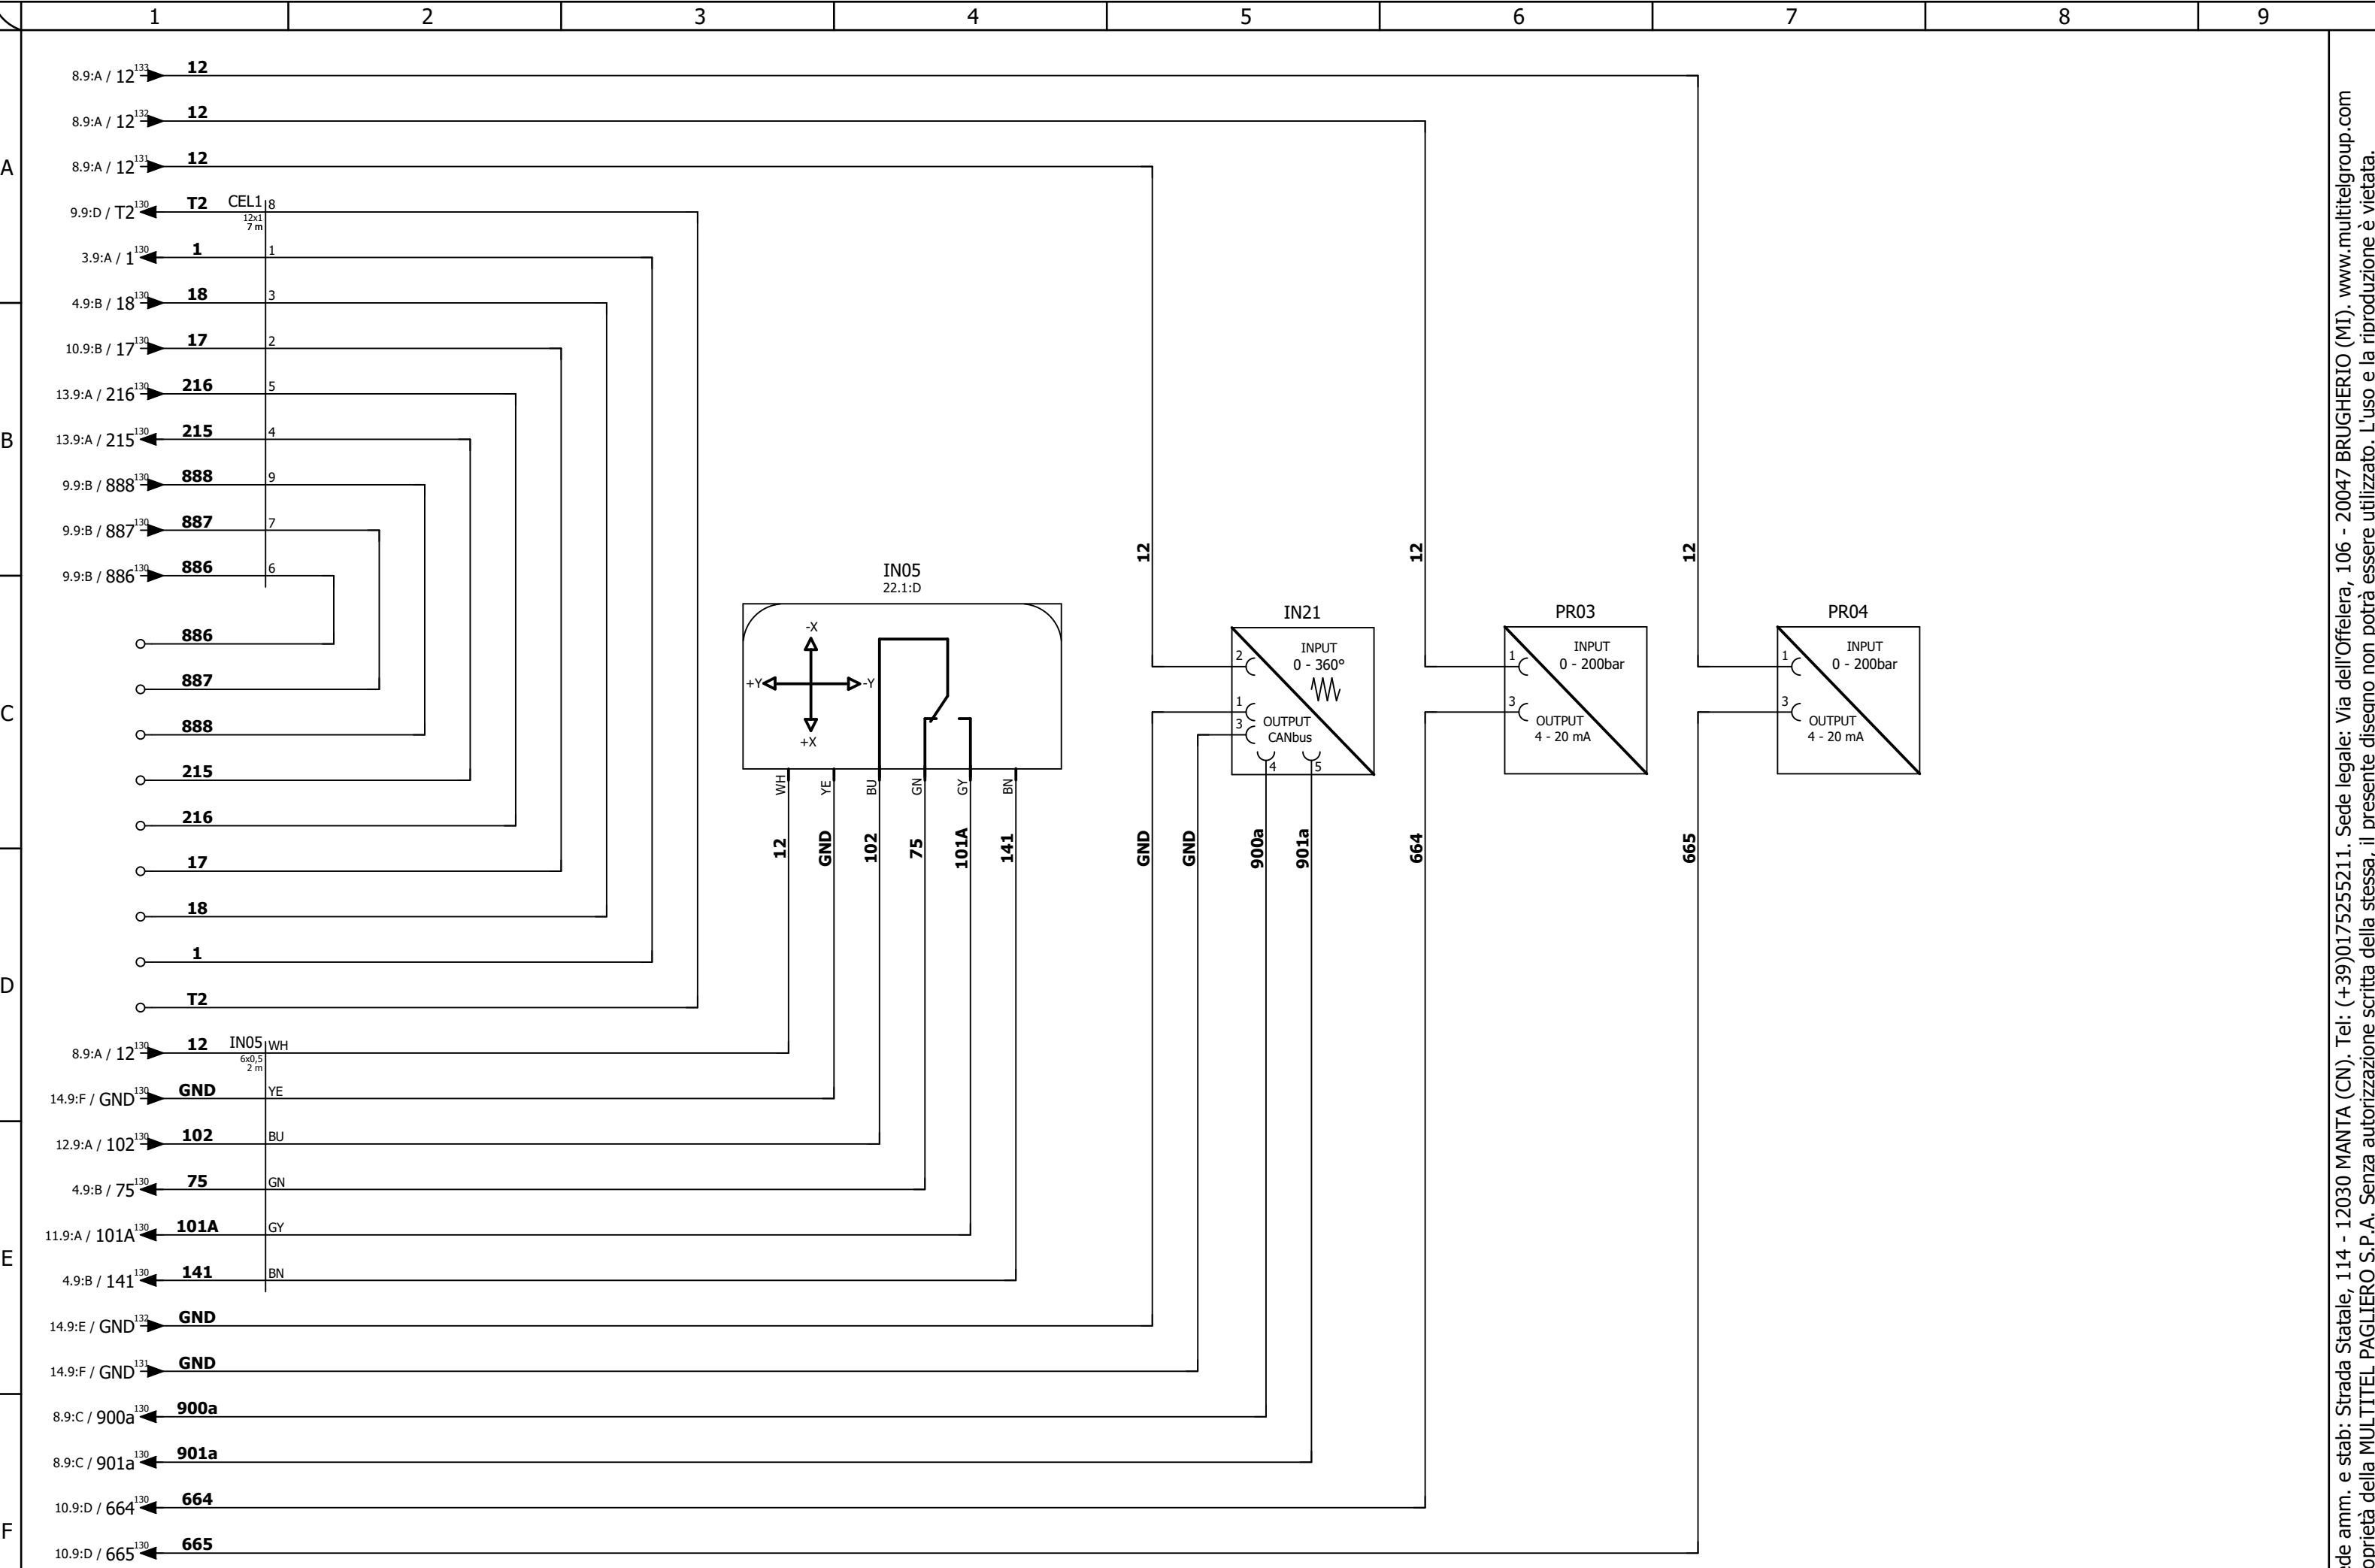 1 2 3 4 5 6 7 8 9
A
B
C
D
E
F
8.9:A / 12 133 12
8.9:A / 12 132 12
8.9:A / 12 131 12
9.9:D / T2 130 T2 CEL1 8
12x1
7 m
3.9:A / 1 130 1 1
4.9:B / 18 130 18 3
10.9:B / 17 130 17 2
13.9:A / 216 130 216 5
13.9:A / 215 130 215 4
9.9:B / 888 130 888 9
9.9:B / 887 130 887 7
9.9:B / 886 130 886 6
886
887
888
215
216
17
18
1
T2
8.9:A / 12 130 12 IN05 WH
6x0,5
2 m
14.9:F / GND 130 GND YE
12.9:A / 102 130 102 BU
4.9:B / 75 130 75 GN
11.9:A / 101A 130 101A GY
4.9:B / 141 130 141 BN
14.9:E / GND 132 GND
14.9:F / GND 131 GND
8.9:C / 900a 130 900a
8.9:C / 901a 130 901a
10.9:D / 664 130 664
10.9:D / 665 130 665
IN05
22.1:D
-X
+Y -Y
+X
WH YE BU GN GY BN
12 GND 102 75 101A 141
12
IN21
INPUT
0 - 360°
2
1
3
OUTPUT
CANbus
4 5
GND GND 900a 901a
12
PR03
INPUT
0 - 200bar
1
3
OUTPUT
4 - 20 mA
664
12
PR04
INPUT
0 - 200bar
1
3
OUTPUT
4 - 20 mA
665
amm. e stab: Strada Statale, 114 - 12030 MANTA (CN). Tel: (+39)0175255211. Sede legale: Via dell'Offelera, 106 - 20047 BRUGHERIO (MI). www.multitelgroup.com
della MULTITEL PAGLIERO S.P.A. Senza autorizzazione scritta della stessa, il presente disegno non potrà essere utilizzato. L'uso e la riproduzione è vietata.